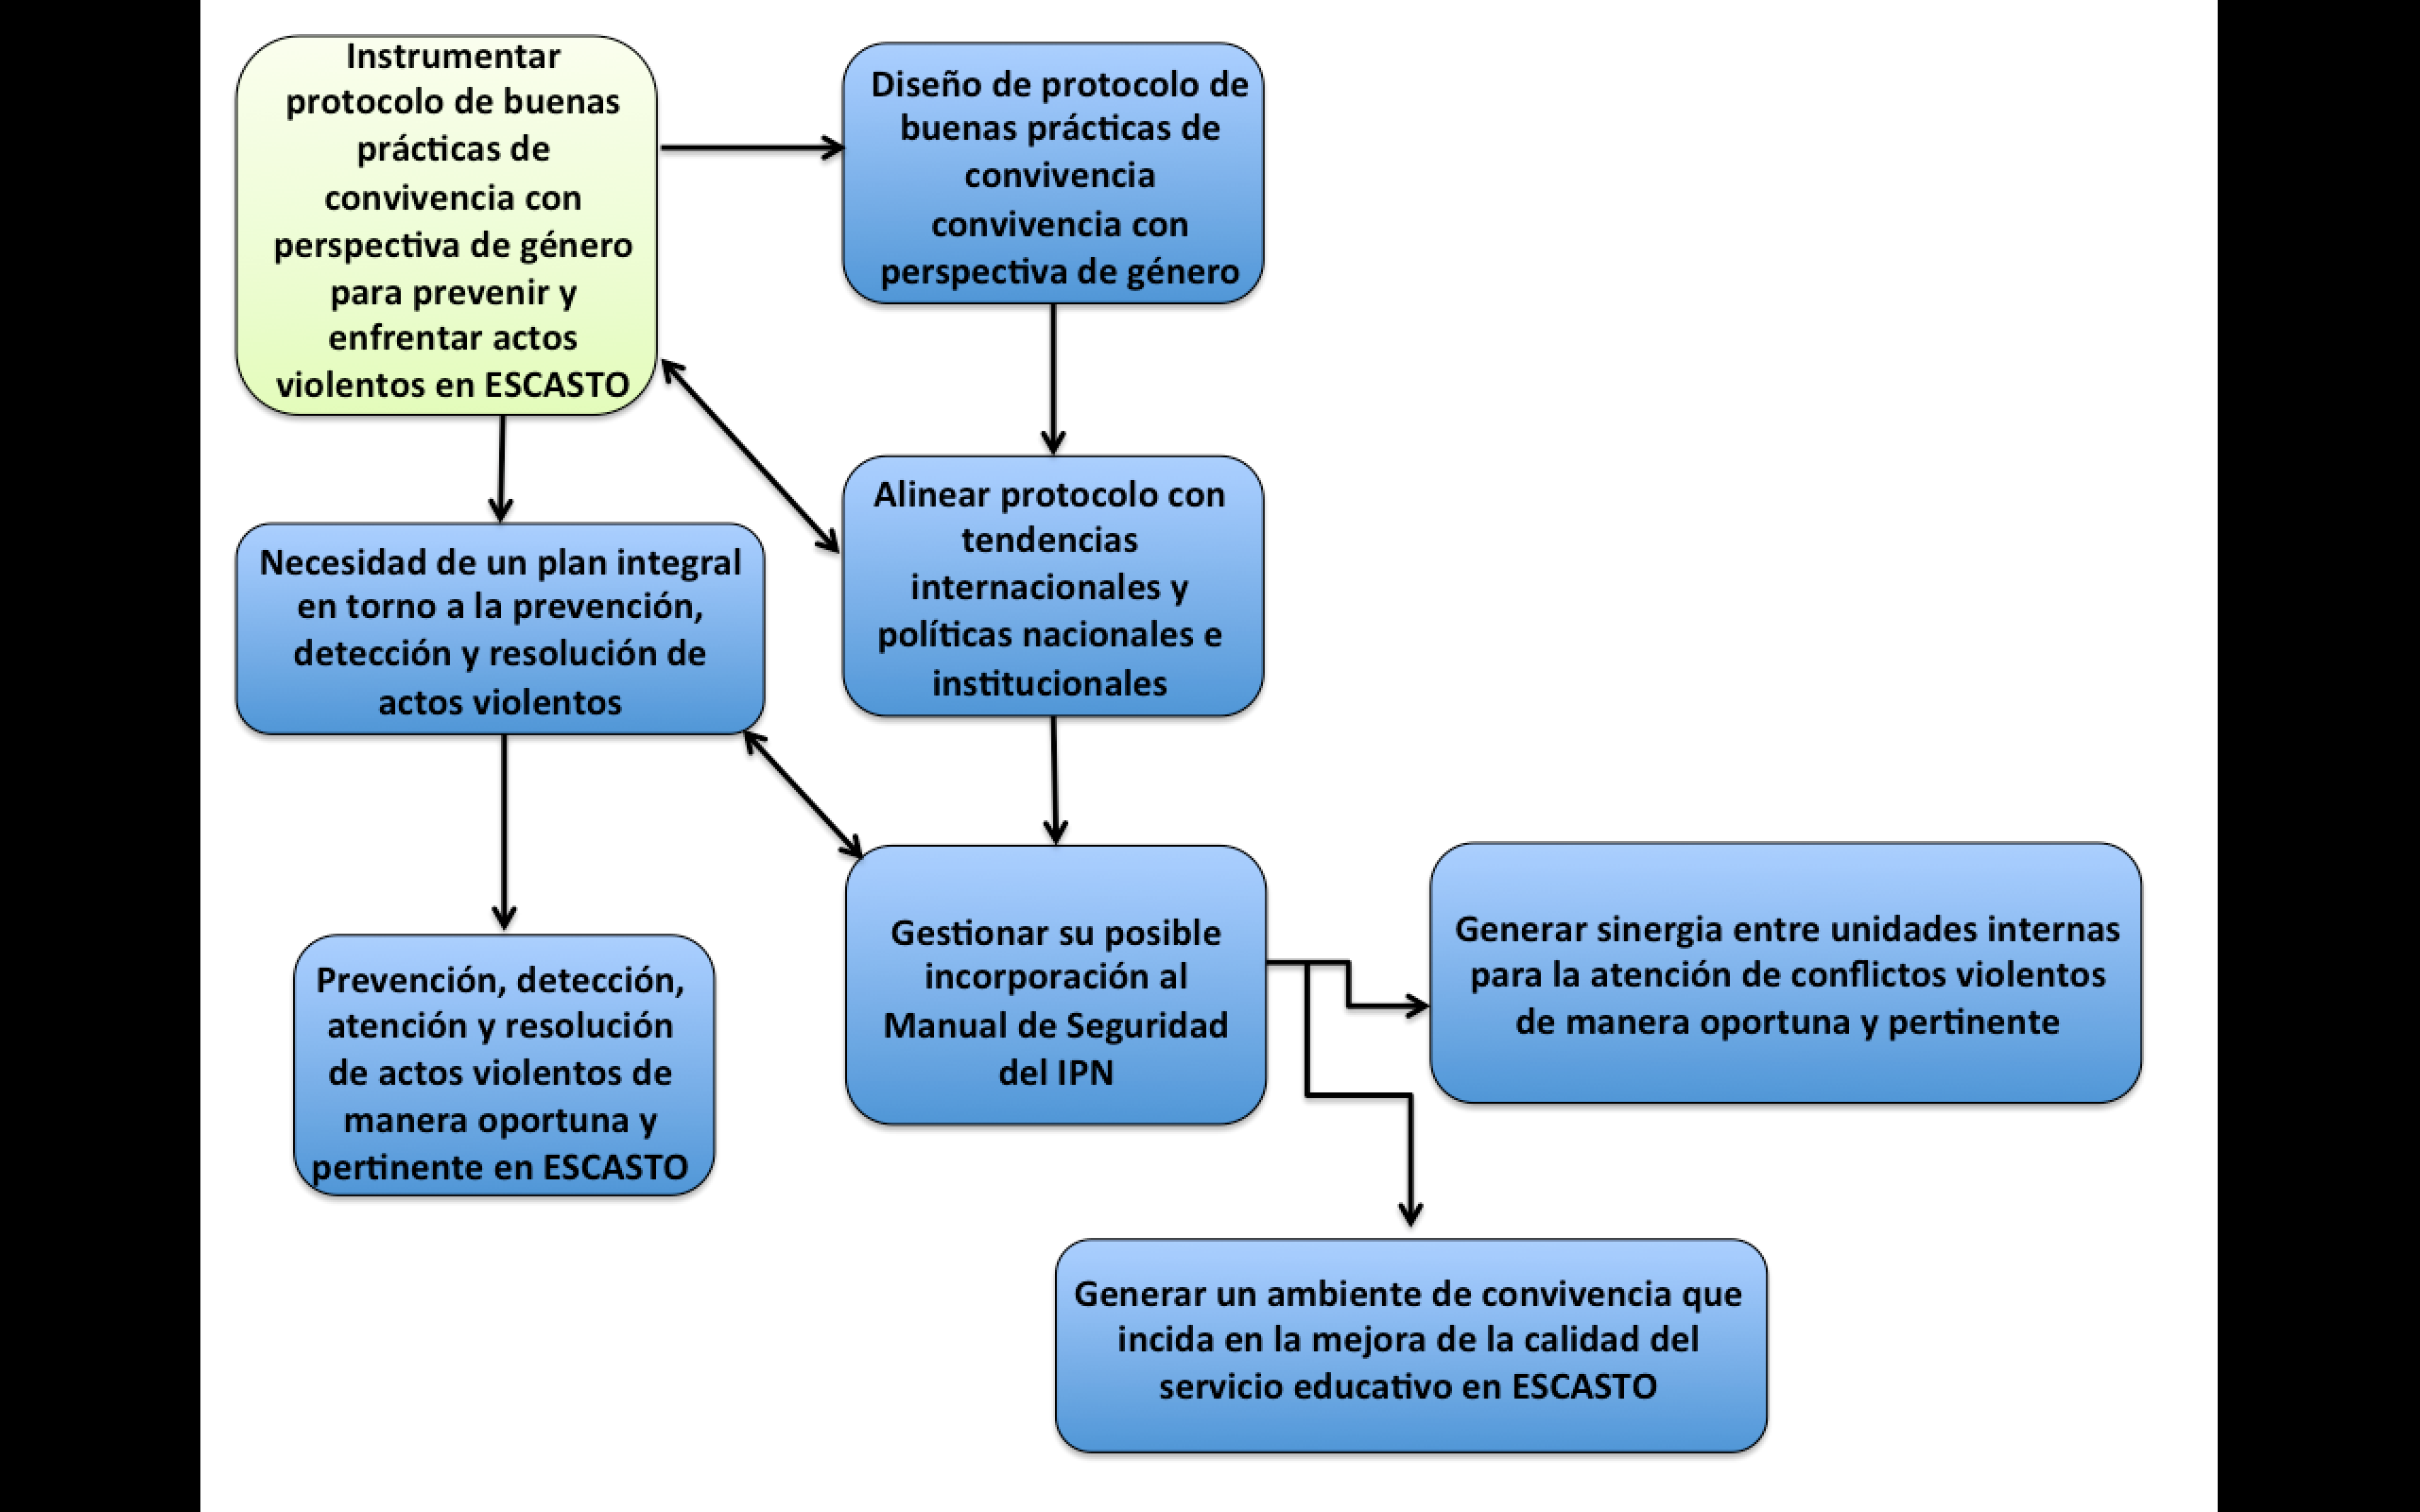 Instrumentar
protocolo de buenas
prácticas de
convivencia con
perspectiva de género
para prevenir y
enfrentar actos
violentos en ESCASTO
Diseño de protocolo de
buenas prácticas de
convivencia
convivencia con
perspectiva de género
Alinear protocolo con
tendencias
internacionales y
políticas nacionales e
institucionales
Necesidad de un plan integral
en torno a la prevención,
detección y resolución de
actos violentos
Prevención, detección,
atención y resolución
de actos violentos de
manera oportuna y
pertinente en ESCASTO
Gestionar su posible
incorporación al
Manual de Seguridad
del IPN
Generar sinergia entre unidades internas
para la atención de conflictos violentos
de manera oportuna y pertinente
Generar un ambiente de convivencia que
incida en la mejora de la calidad del
servicio educativo en ESCASTO